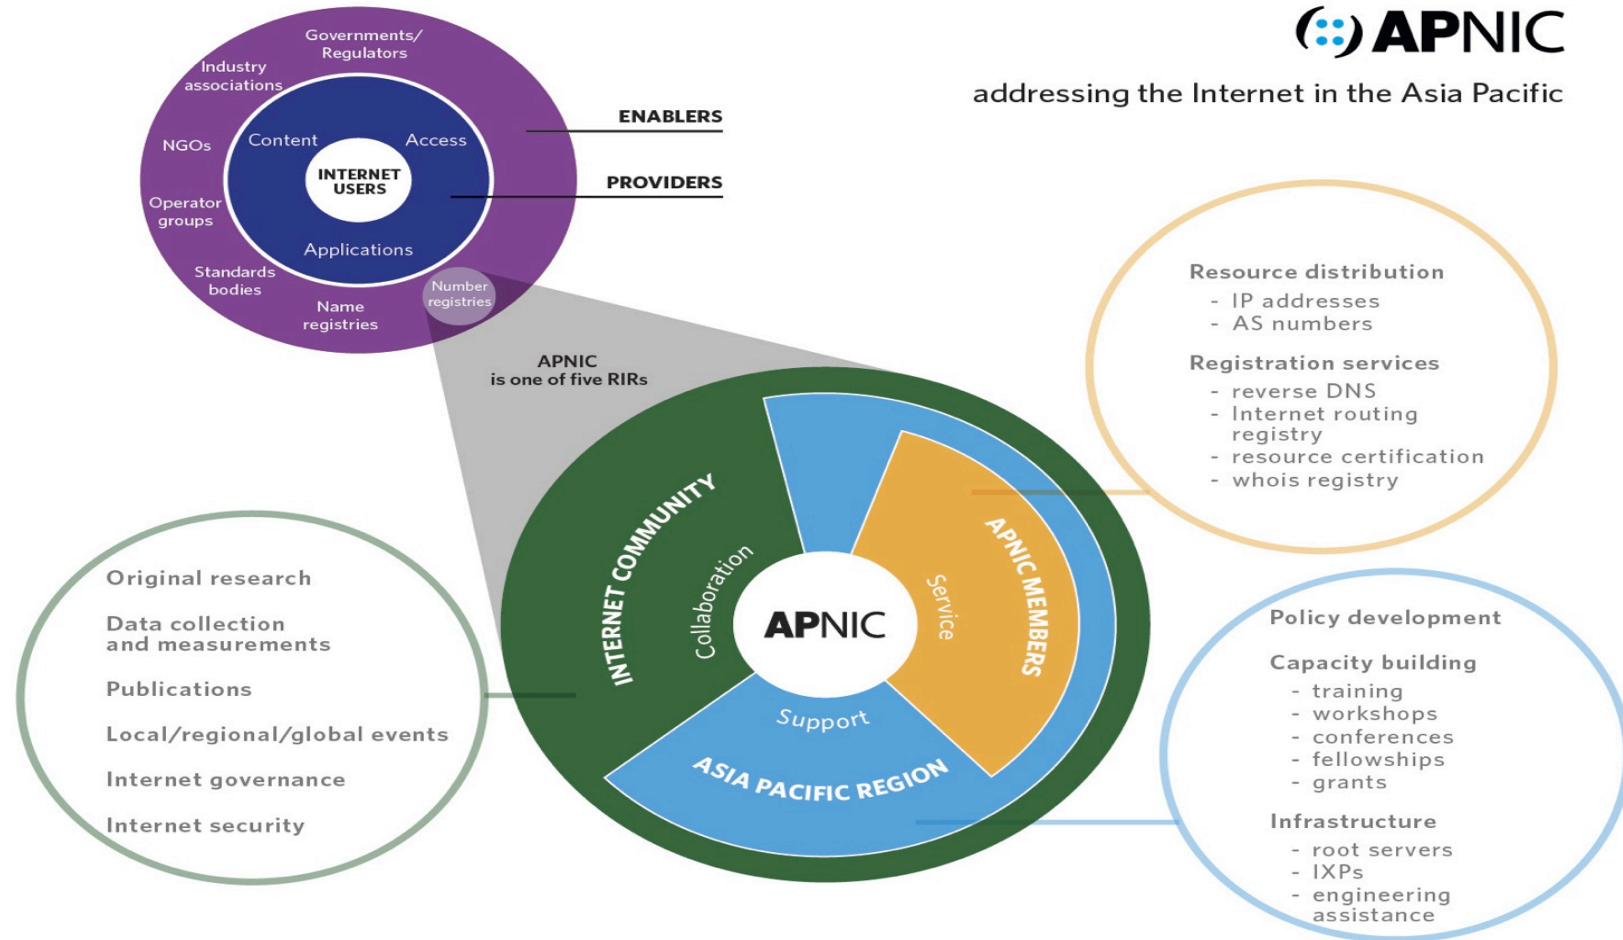 APNIC
addressing the Internet in the Asia Pacific
Governments/
Regulators
Industry
associations
NGOs
Operator
groups
Standards
bodies
Name
registries
Number
registries
Content
Access
Applications
INTERNET
USERS
ENABLERS
PROVIDERS
APNIC
is one of five RIRs
INTERNET COMMUNITY
Collaboration
APNIC
Service
APNIC MEMBERS
Support
ASIA PACIFIC REGION
Resource distribution
- IP addresses
- AS numbers
Registration services
- reverse DNS
- Internet routing
registry
- resource certification
- whois registry
Original research
Data collection
and measurements
Publications
Local/regional/global events
Internet governance
Internet security
Policy development
Capacity building
- training
- workshops
- conferences
- fellowships
- grants
Infrastructure
- root servers
- IXPs
- engineering
assistance